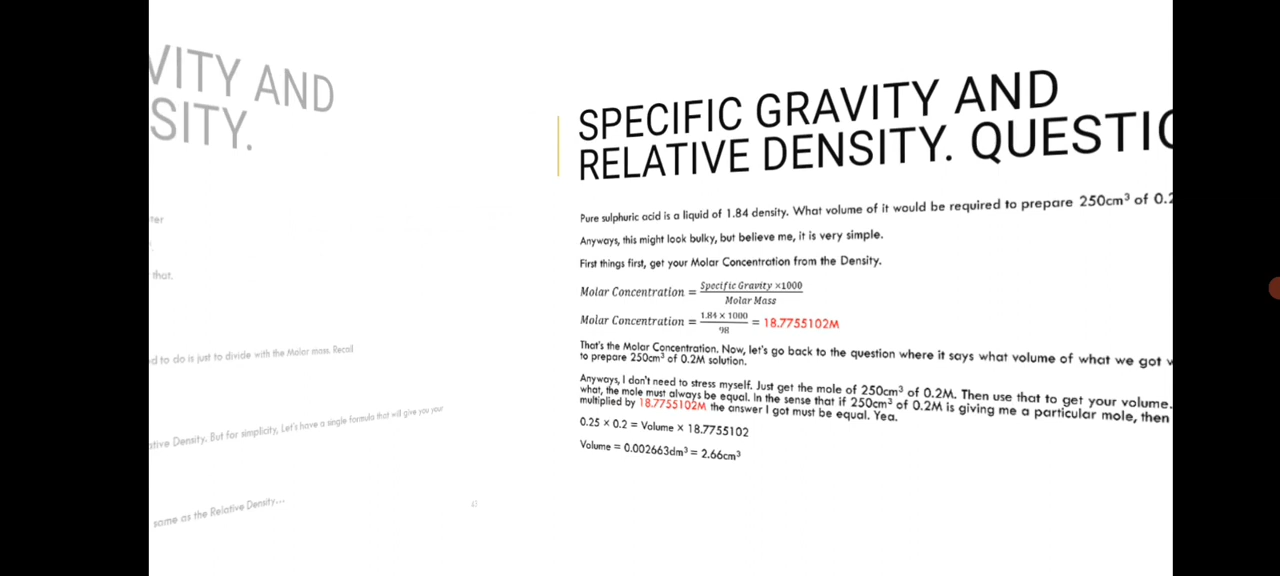 VITY AND
SITY.
ter
that.
d to do is just to divide with the Molar mass. Recall
ative Density. But for simplicity, Let's have a single formula that will give you your
same as the Relative Density...
SPECIFIC GRAVITY AND
RELATIVE DENSITY. QUESTIO
Pure sulphuric acid is a liquid of 1.84 density. What volume of it would be required to prepare 250cm³ of 0.2
Anyways, this might look bulky, but believe me, it is very simple.
First things first, get your Molar Concentration from the Density.
Molar Concentration = Specific Gravity ×1000 / Molar Mass
Molar Concentration = 1.84 × 1000 / 98 = 18.7755102M
That's the Molar Concentration. Now, let's go back to the question where it says what volume of what we got
to prepare 250cm³ of 0.2M solution.
Anyways, I don't need to stress myself. Just get the mole of 250cm³ of 0.2M. Then use that to get your volume.
what, the mole must always be equal. In the sense that if 250cm³ of 0.2M is giving me a particular mole, then
multiplied by 18.7755102M the answer I got must be equal. Yea.
0.25 × 0.2 = Volume × 18.7755102
Volume = 0.002663dm³ = 2.66cm³